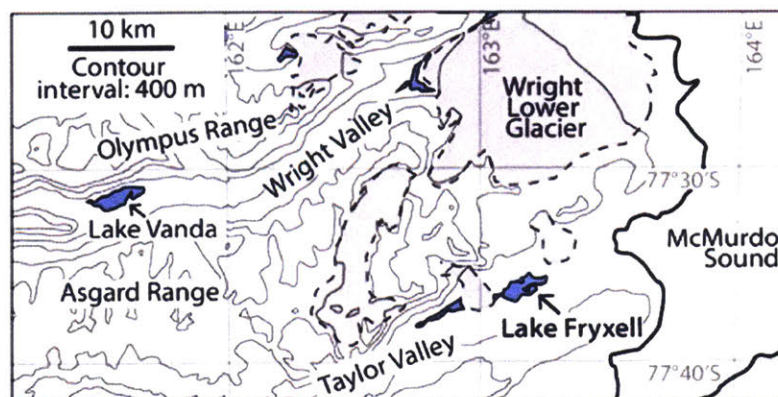 10 km
Contour
interval: 400 m
162°E
163°E
164°E
Wright
Lower
Glacier
Olympus Range
Wright Valley
77°30'S
Lake Vanda
McMurdo
Sound
Asgard Range
Lake Fryxell
Taylor Valley
77°40'S